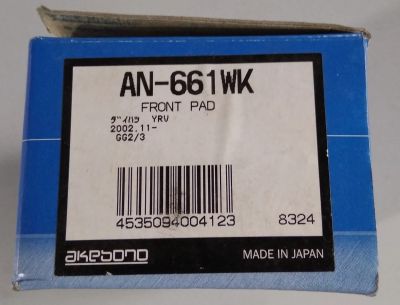 AN-661WK
FRONT PAD
ダイハツ YRV
2002.11-
GG2/3
4535094004123 8324
akebono MADE IN JAPAN